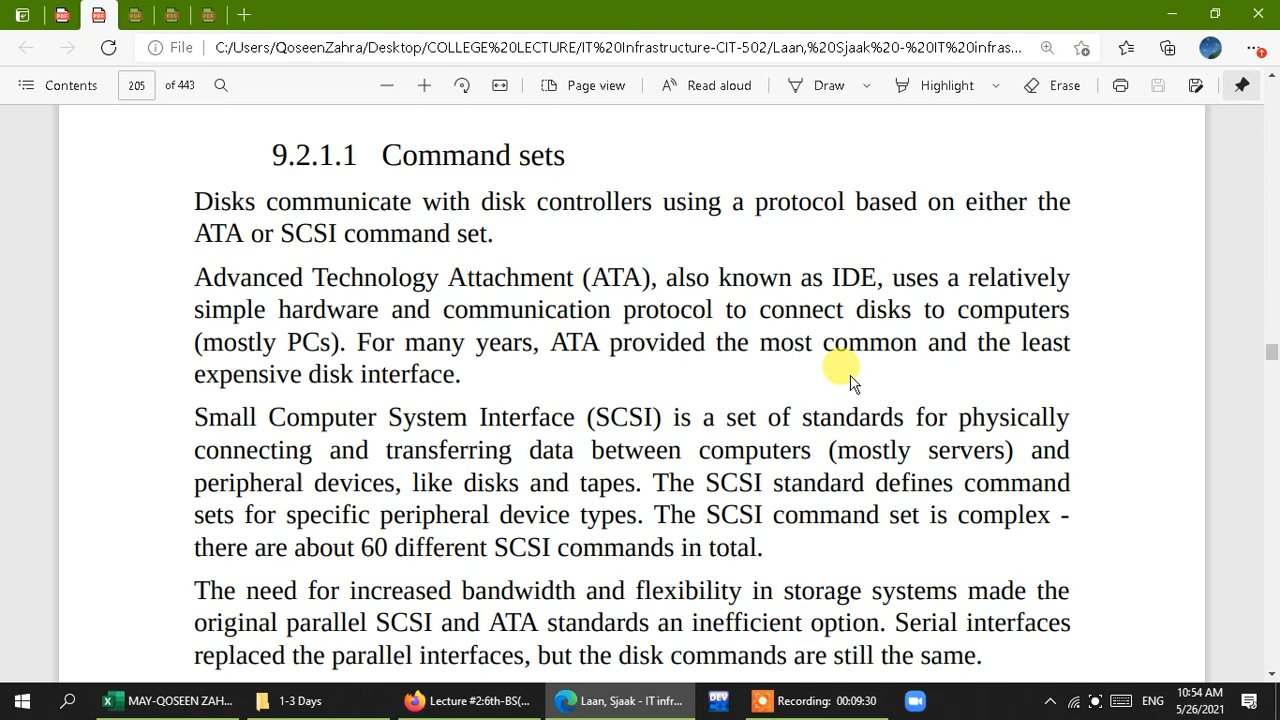 File
C:/Users/QoseenZahra/Desktop/COLLEGE%20LECTURE/IT%20Infrastructure-CIT-502/Laan,%20Sjaak%20-%20IT%20infras...
Contents
205
of 443
Page view
Read aloud
Draw
Highlight
Erase
9.2.1.1 Command sets
Disks communicate with disk controllers using a protocol based on either the
ATA or SCSI command set.
Advanced Technology Attachment (ATA), also known as IDE, uses a relatively
simple hardware and communication protocol to connect disks to computers
(mostly PCs). For many years, ATA provided the most common and the least
expensive disk interface.
Small Computer System Interface (SCSI) is a set of standards for physically
connecting and transferring data between computers (mostly servers) and
peripheral devices, like disks and tapes. The SCSI standard defines command
sets for specific peripheral device types. The SCSI command set is complex -
there are about 60 different SCSI commands in total.
The need for increased bandwidth and flexibility in storage systems made the
original parallel SCSI and ATA standards an inefficient option. Serial interfaces
replaced the parallel interfaces, but the disk commands are still the same.
MAY-QOSEEN ZAH...
1-3 Days
Lecture #2:6th-BS(...
Laan, Sjaak - IT infr...
DEV
Recording: 00:09:30
ENG
10:54 AM
5/26/2021